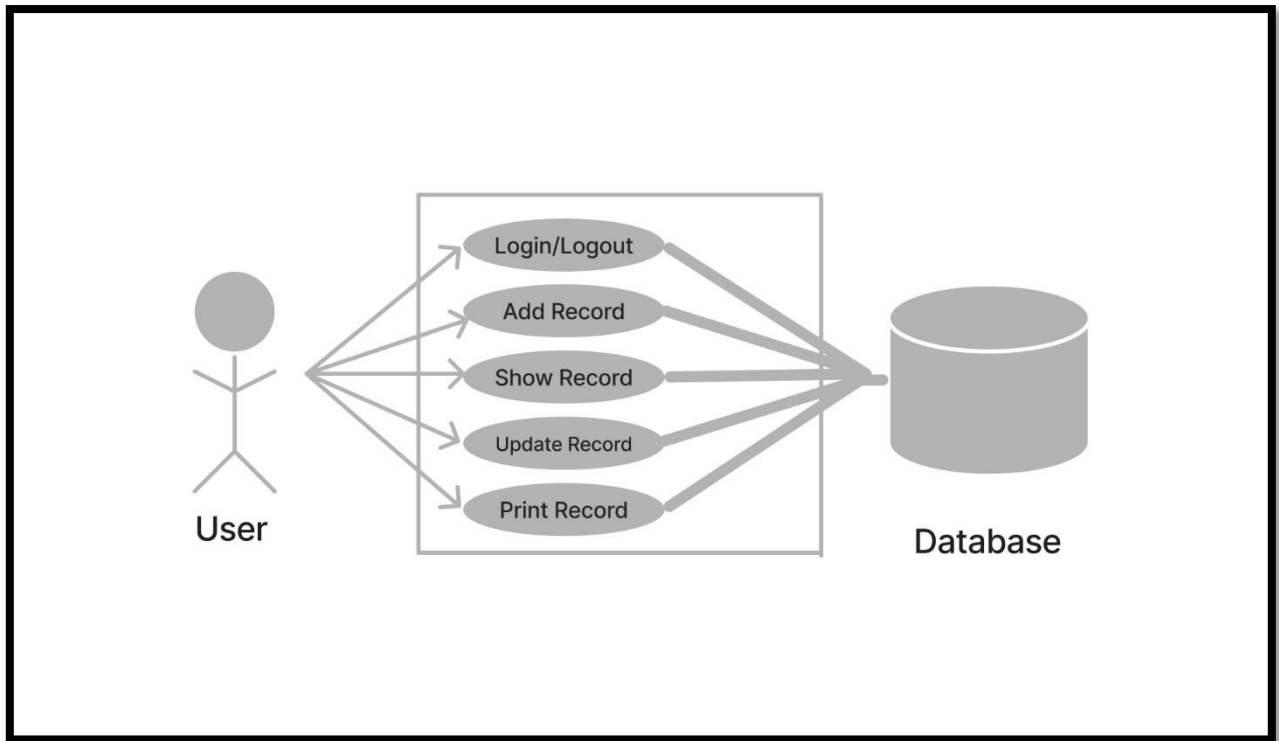 Login/Logout
Add Record
Show Record
Update Record
Print Record
User
Database